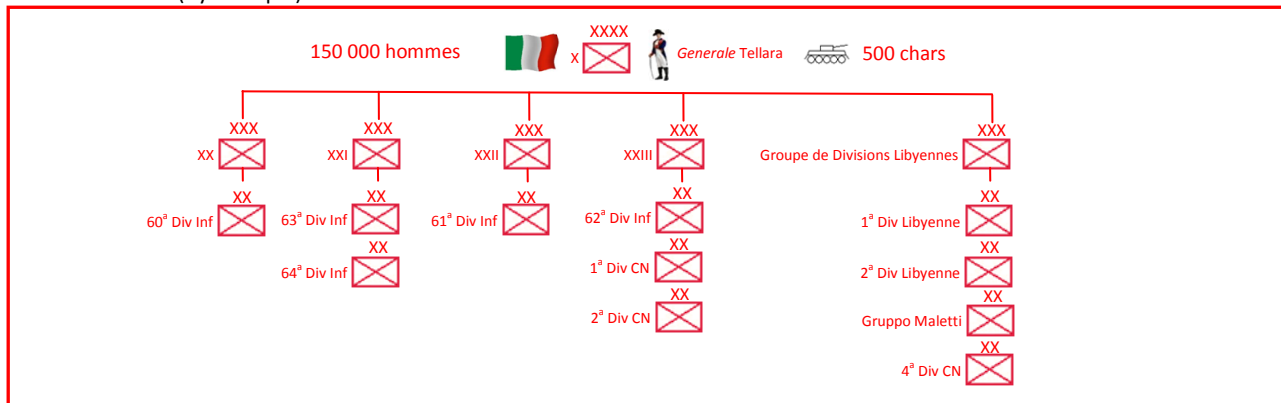 150 000 hommes
XXXX
X
Generale Tellara
500 chars
XXX XXX XXX XXX XXX
XX XXI XXII XXIII Groupe de Divisions Libyennes
XX XX XX XX XX
60ª Div Inf 63ª Div Inf 61ª Div Inf 62ª Div Inf 1ª Div Libyenne
XX XX XX
64ª Div Inf 1ª Div CN 2ª Div Libyenne
XX XX
2ª Div CN Gruppo Maletti
XX
4ª Div CN